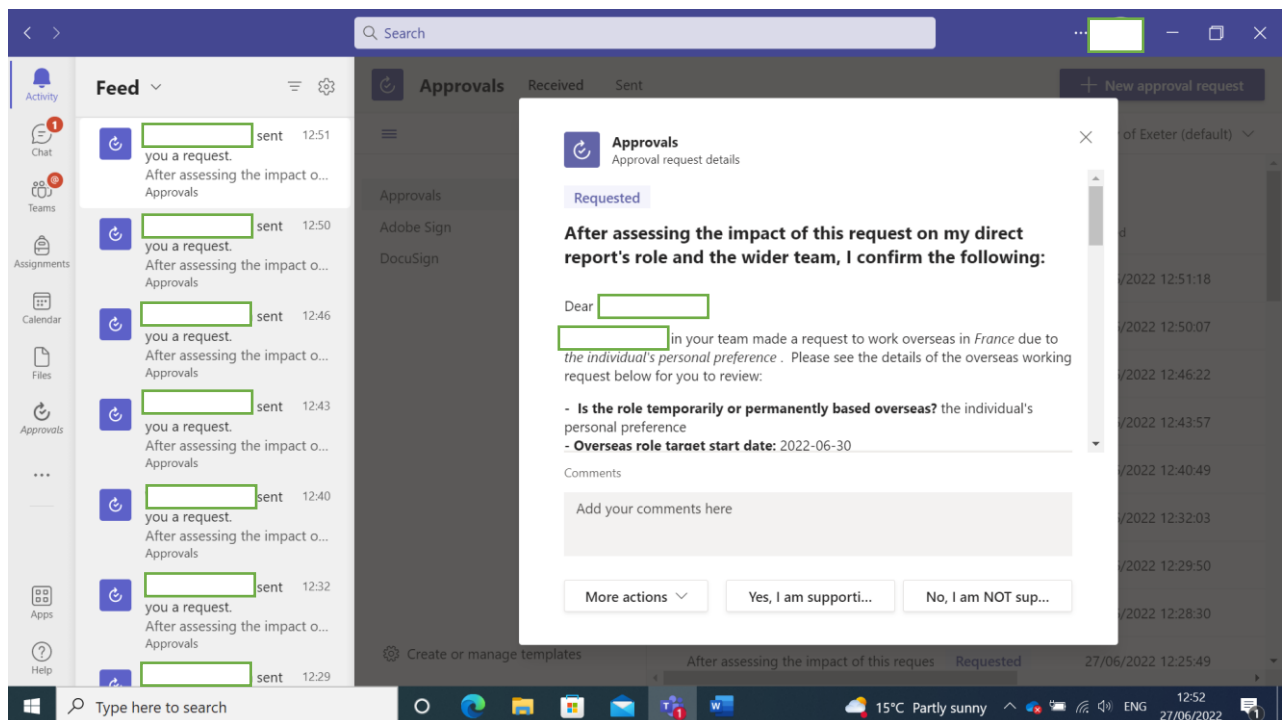 Search
...
Activity
Chat
1
Teams
@
Assignments
Calendar
Files
Approvals
...
Apps
Help
Feed
sent 12:51
you a request.
After assessing the impact o...
Approvals
sent 12:50
you a request.
After assessing the impact o...
Approvals
sent 12:46
you a request.
After assessing the impact o...
Approvals
sent 12:43
you a request.
After assessing the impact o...
Approvals
sent 12:40
you a request.
After assessing the impact o...
Approvals
sent 12:32
you a request.
After assessing the impact o...
Approvals
sent 12:29
Approvals Received Sent
New approval request
of Exeter (default)
Approvals
Adobe Sign
DocuSign
Create or manage templates
Approvals
Approval request details
Requested
After assessing the impact of this request on my direct
report's role and the wider team, I confirm the following:
Dear
in your team made a request to work overseas in France due to
the individual's personal preference . Please see the details of the overseas working
request below for you to review:
- Is the role temporarily or permanently based overseas? the individual's
personal preference
- Overseas role target start date: 2022-06-30
Comments
Add your comments here
More actions
Yes, I am supporti...
No, I am NOT sup...
/2022 12:51:18
/2022 12:50:07
/2022 12:46:22
/2022 12:43:57
/2022 12:40:49
/2022 12:32:03
/2022 12:29:50
/2022 12:28:30
After assessing the impact of this reques Requested 27/06/2022 12:25:49
Type here to search
1
W
15°C Partly sunny
ENG
12:52
27/06/2022
1